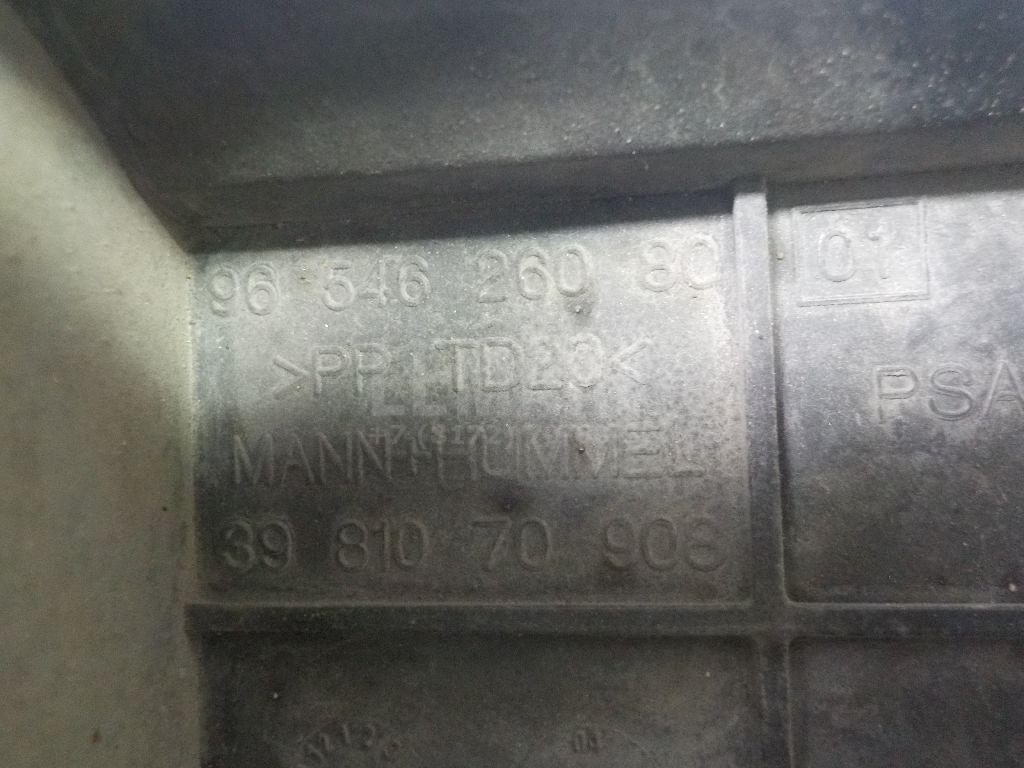 96 546 260 80
01
>PP+TD20<
PSA
MANN+HUMMEL
39 810 70 908